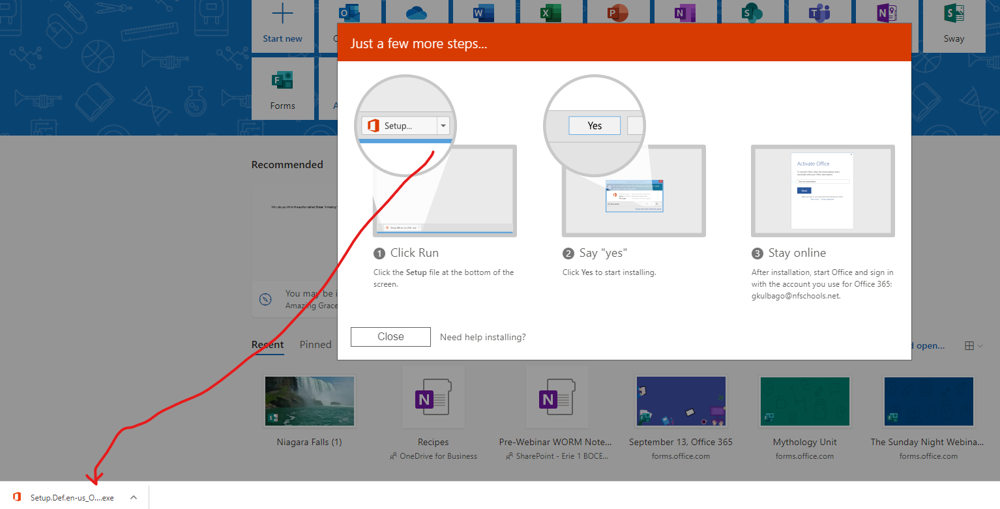 Start new
Sway
Forms
Just a few more steps...
Setup...
Yes
Activate Office
Next
1 Click Run
Click the Setup file at the bottom of the
screen.
2 Say "yes"
Click Yes to start installing.
3 Stay online
After installation, start Office and sign in
with the account you use for Office 365:
gkulbago@nfschools.net.
Close
Need help installing?
Recommended
You may be i
Amazing Grace
Recent
Pinned
d open...
Niagara Falls (1)
Recipes
OneDrive for Business
Pre-Webinar WORM Note...
SharePoint - Erie 1 BOCE...
September 13, Office 365
forms.office.com
Mythology Unit
forms.office.com
The Sunday Night Webina...
forms.office.com
Setup.Def.en-us_O....exe